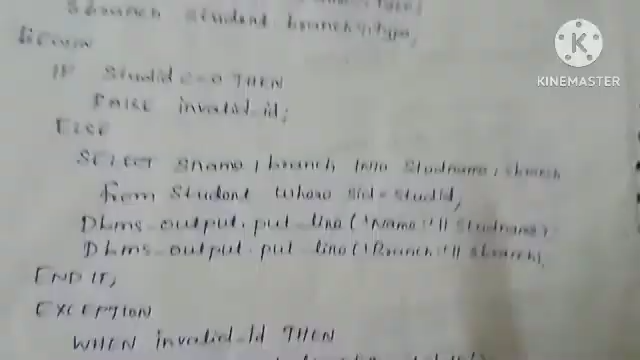 sbranch student.branch%type;
BEGIN
IF studid <=0 THEN
RAISE invalid_id;
ELSE
SELECT sname, branch into studname, sbranch
from student where sid = studid;
Dbms_output.put_line('Name:'|| studname);
Dbms_output.put_line('Branch:'|| sbranch);
END IF;
EXCEPTION
WHEN invalid_id THEN
KINEMASTER